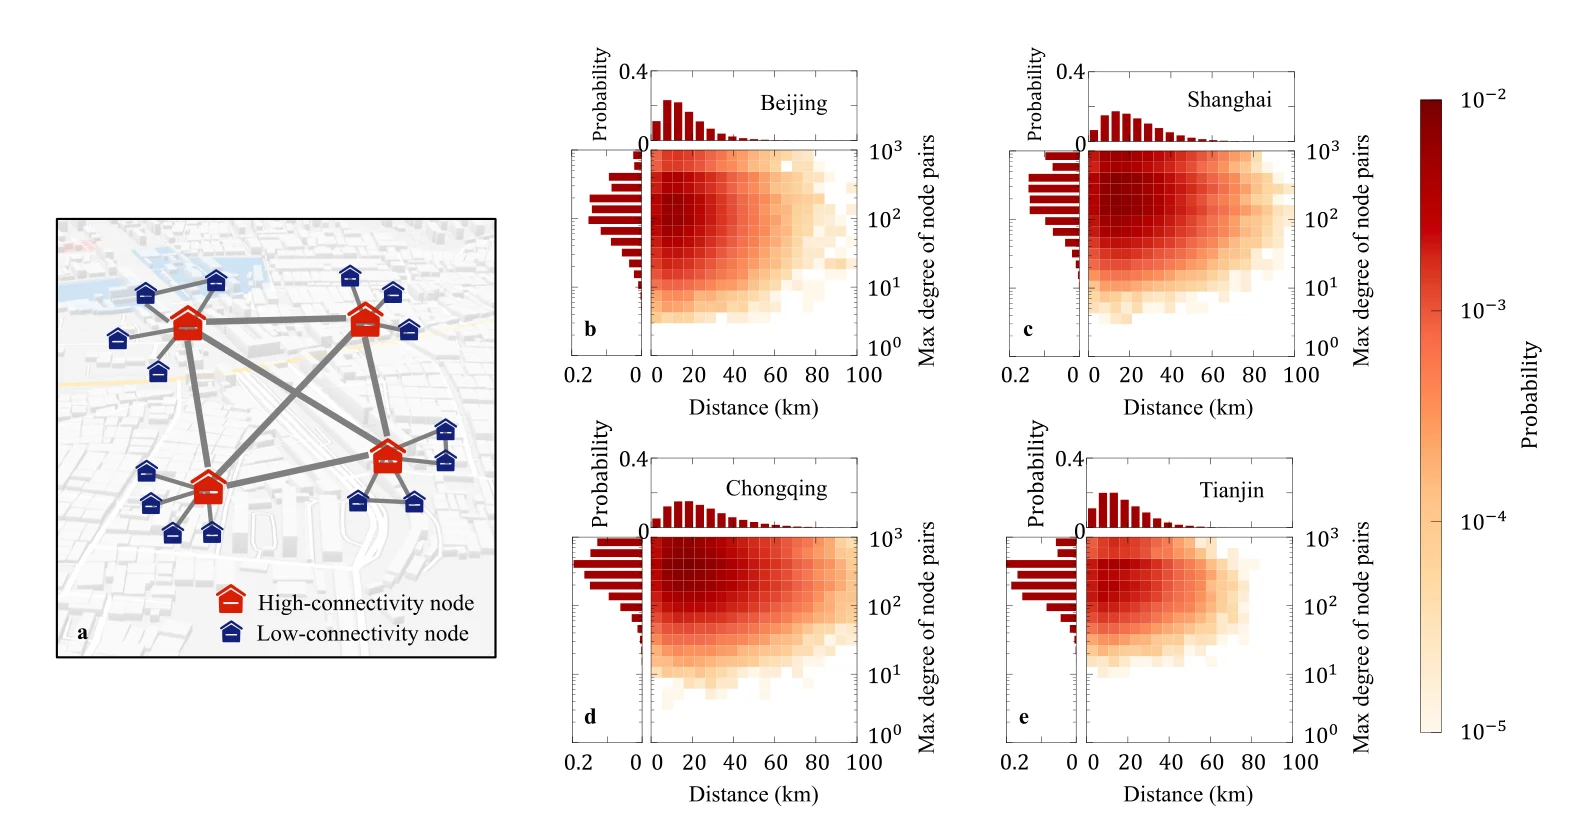 High-connectivity node
Low-connectivity node
a
Probability
0.4
0
Beijing
10³
10²
10¹
10⁰
Max degree of node pairs
b
0.2 0 0 20 40 60 80 100
Distance (km)
Probability
0.4
0
Shanghai
10³
10²
10¹
10⁰
Max degree of node pairs
c
0.2 0 0 20 40 60 80 100
Distance (km)
Probability
0.4
0
Chongqing
10³
10²
10¹
10⁰
Max degree of node pairs
d
0.2 0 0 20 40 60 80 100
Distance (km)
Probability
0.4
0
Tianjin
10³
10²
10¹
10⁰
Max degree of node pairs
e
0.2 0 0 20 40 60 80 100
Distance (km)
10⁻²
10⁻³
10⁻⁴
10⁻⁵
Probability